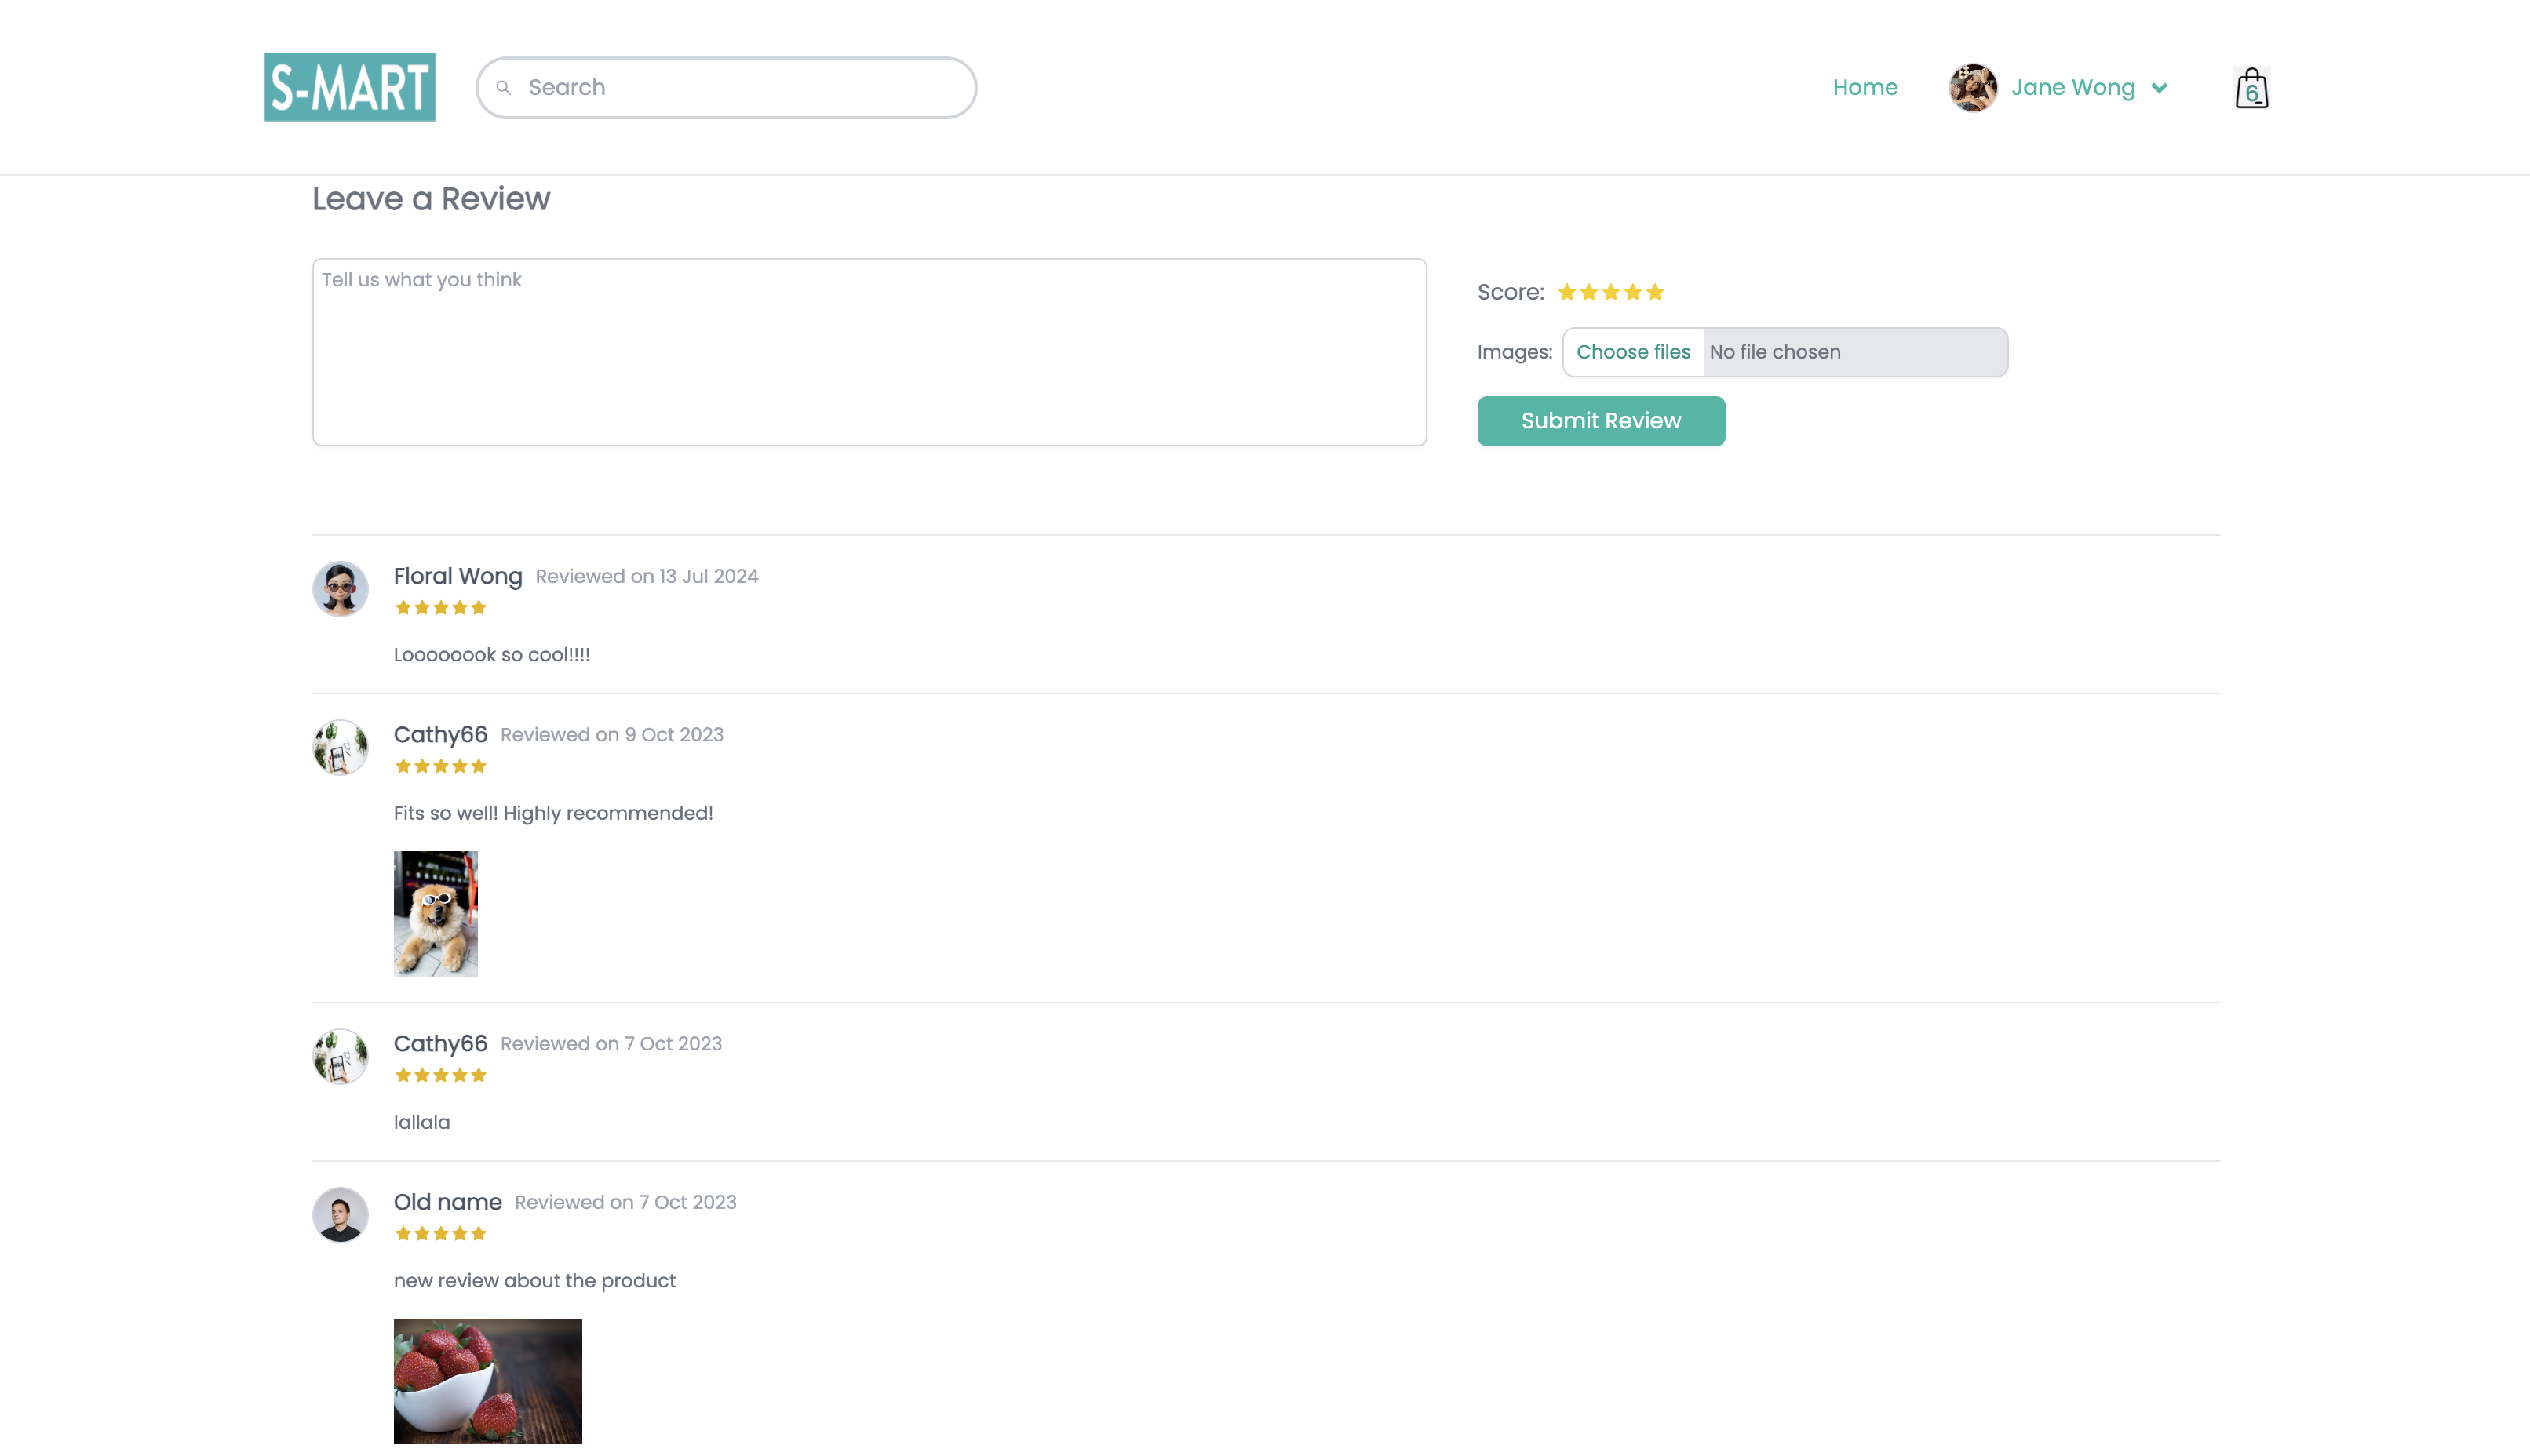 S-MART
Search
Home
Jane Wong
6
Leave a Review
Tell us what you think
Score:
Images: Choose files No file chosen
Submit Review
Floral Wong Reviewed on 13 Jul 2024
Looooooook so cool!!!!
Cathy66 Reviewed on 9 Oct 2023
Fits so well! Highly recommended!
Cathy66 Reviewed on 7 Oct 2023
lallala
Old name Reviewed on 7 Oct 2023
new review about the product